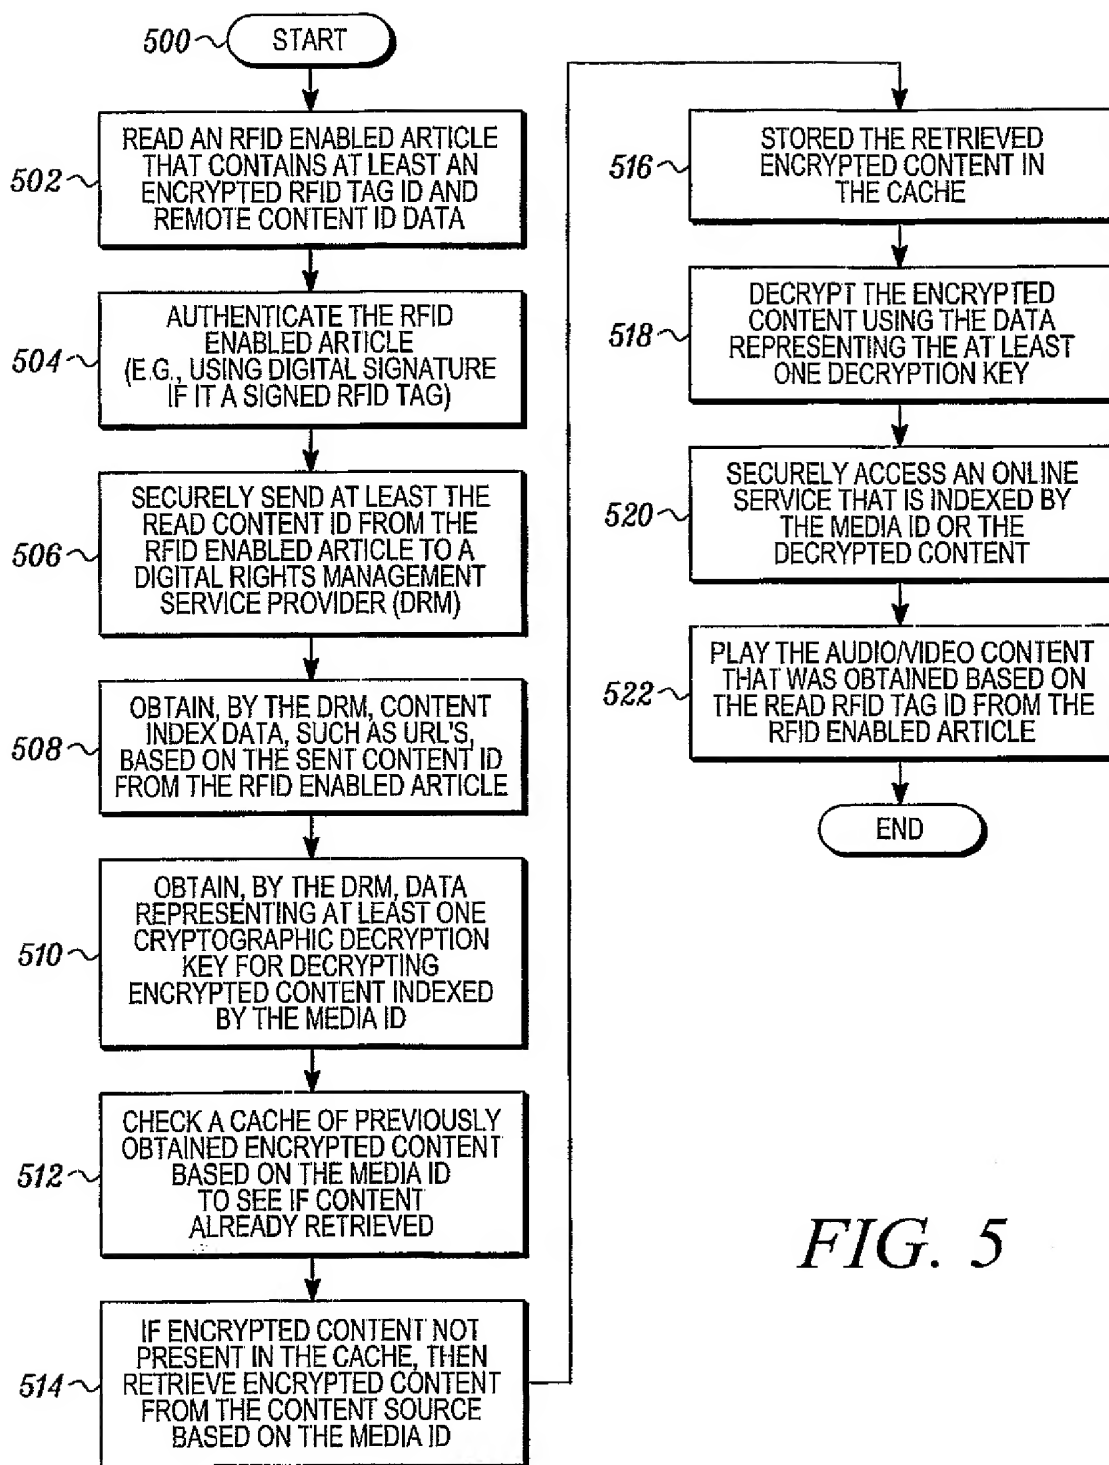 500
START
502
READ AN RFID ENABLED ARTICLE
THAT CONTAINS AT LEAST AN
ENCRYPTED RFID TAG ID AND
REMOTE CONTENT ID DATA
504
AUTHENTICATE THE RFID
ENABLED ARTICLE
(E.G., USING DIGITAL SIGNATURE
IF IT A SIGNED RFID TAG)
506
SECURELY SEND AT LEAST THE
READ CONTENT ID FROM THE
RFID ENABLED ARTICLE TO A
DIGITAL RIGHTS MANAGEMENT
SERVICE PROVIDER (DRM)
508
OBTAIN, BY THE DRM, CONTENT
INDEX DATA, SUCH AS URL'S,
BASED ON THE SENT CONTENT ID
FROM THE RFID ENABLED ARTICLE
510
OBTAIN, BY THE DRM, DATA
REPRESENTING AT LEAST ONE
CRYPTOGRAPHIC DECRYPTION
KEY FOR DECRYPTING
ENCRYPTED CONTENT INDEXED
BY THE MEDIA ID
512
CHECK A CACHE OF PREVIOUSLY
OBTAINED ENCRYPTED CONTENT
BASED ON THE MEDIA ID
TO SEE IF CONTENT
ALREADY RETRIEVED
514
IF ENCRYPTED CONTENT NOT
PRESENT IN THE CACHE, THEN
RETRIEVE ENCRYPTED CONTENT
FROM THE CONTENT SOURCE
BASED ON THE MEDIA ID
516
STORED THE RETRIEVED
ENCRYPTED CONTENT IN
THE CACHE
518
DECRYPT THE ENCRYPTED
CONTENT USING THE DATA
REPRESENTING THE AT LEAST
ONE DECRYPTION KEY
520
SECURELY ACCESS AN ONLINE
SERVICE THAT IS INDEXED BY
THE MEDIA ID OR THE
DECRYPTED CONTENT
522
PLAY THE AUDIO/VIDEO CONTENT
THAT WAS OBTAINED BASED ON
THE READ RFID TAG ID FROM THE
RFID ENABLED ARTICLE
END
FIG. 5